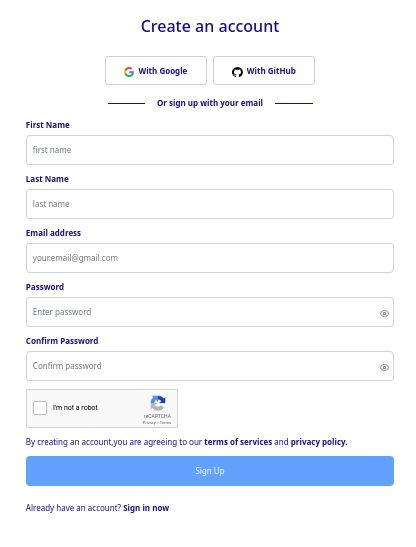 Create an account
With Google
With GitHub
Or sign up with your email
First Name
first name
Last Name
last name
Email address
your.email@gmail.com
Password
Enter password
Confirm Password
Confirm password
I'm not a robot
reCAPTCHA
Privacy - Terms
By creating an account,you are agreeing to our terms of services and privacy policy.
Sign Up
Already have an account? Sign in now